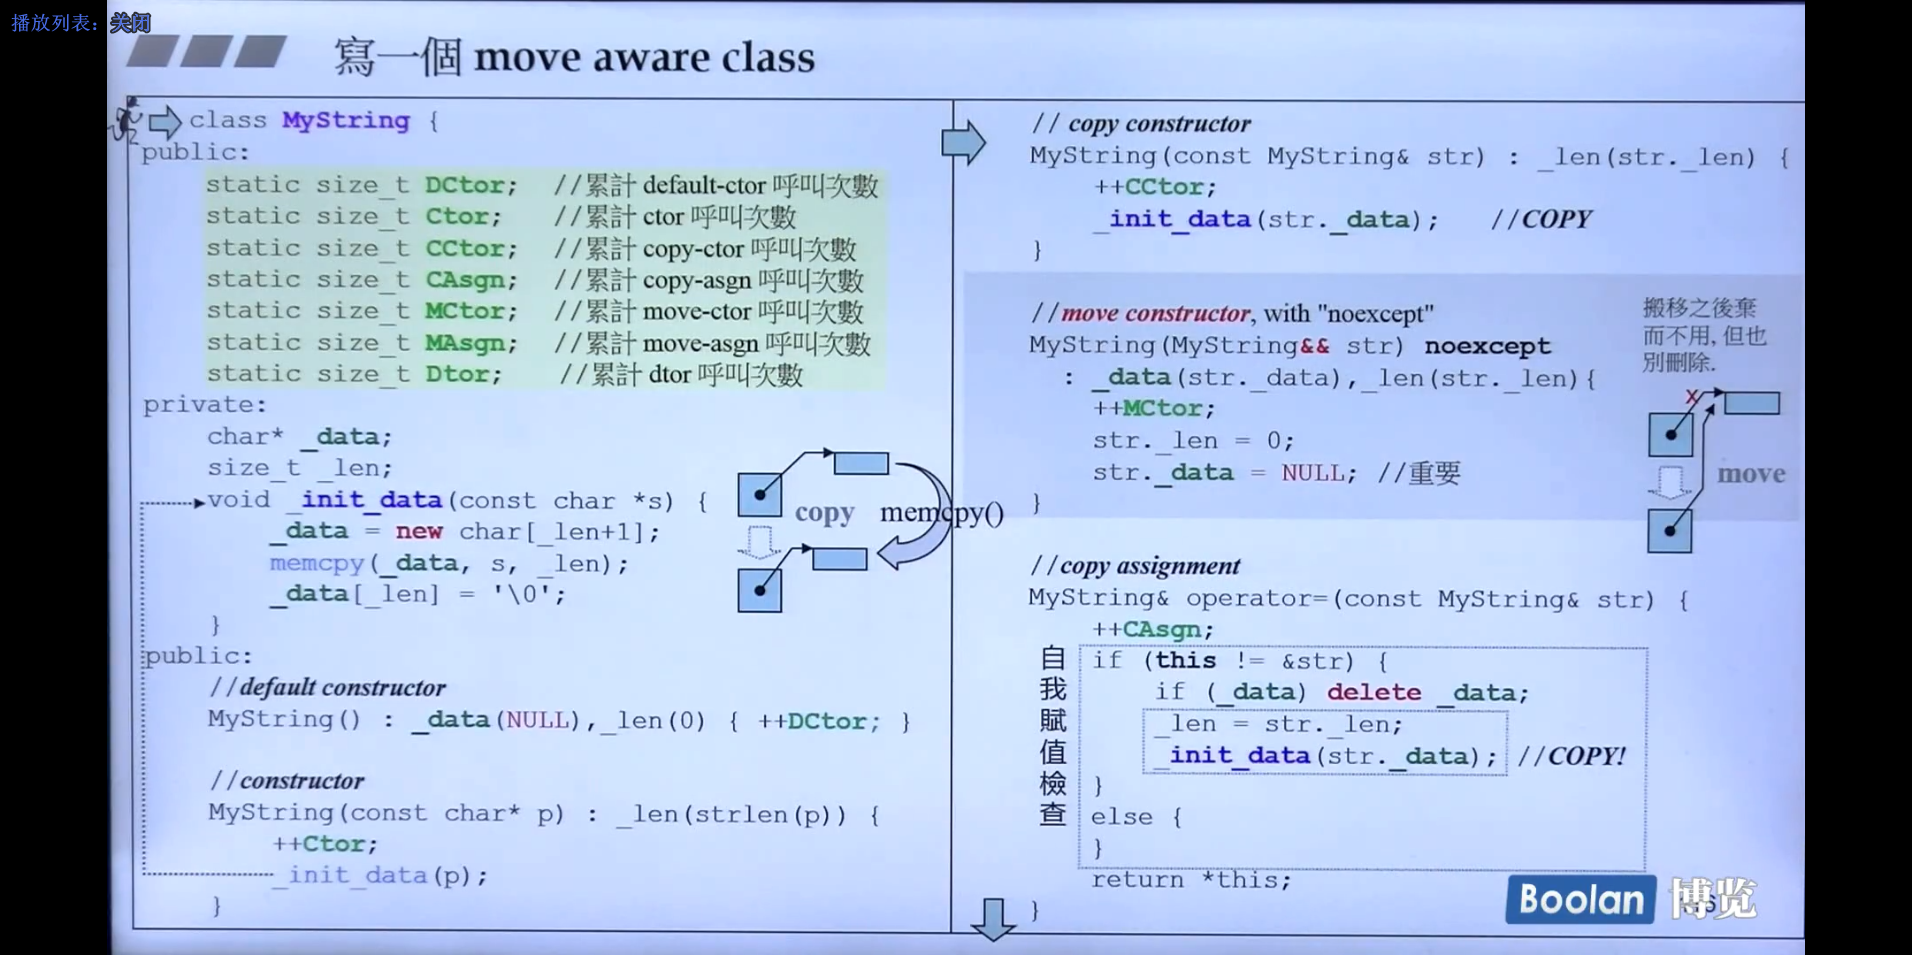 播放列表：关闭
寫一個 move aware class
class MyString {
public:
static size_t DCtor; //累計 default-ctor 呼叫次數
static size_t Ctor; //累計 ctor 呼叫次數
static size_t CCtor; //累計 copy-ctor 呼叫次數
static size_t CAsgn; //累計 copy-asgn 呼叫次數
static size_t MCtor; //累計 move-ctor 呼叫次數
static size_t MAsgn; //累計 move-asgn 呼叫次數
static size_t Dtor; //累計 dtor 呼叫次數
private:
char* _data;
size_t _len;
void _init_data(const char *s) {
_data = new char[_len+1];
memcpy(_data, s, _len);
_data[_len] = '\0';
}
copy memcpy()
public:
//default constructor
MyString() : _data(NULL),_len(0) { ++DCtor; }
//constructor
MyString(const char* p) : _len(strlen(p)) {
++Ctor;
_init_data(p);
}
// copy constructor
MyString(const MyString& str) : _len(str._len) {
++CCtor;
_init_data(str._data); //COPY
}
//move constructor, with "noexcept"
MyString(MyString&& str) noexcept
: _data(str._data),_len(str._len){
++MCtor;
str._len = 0;
str._data = NULL; //重要
}
搬移之後棄
而不用, 但也
別刪除.
x
move
//copy assignment
MyString& operator=(const MyString& str) {
++CAsgn;
自我賦值檢查
if (this != &str) {
if (_data) delete _data;
_len = str._len;
_init_data(str._data); //COPY!
}
else {
}
return *this;
}
Boolan 博览